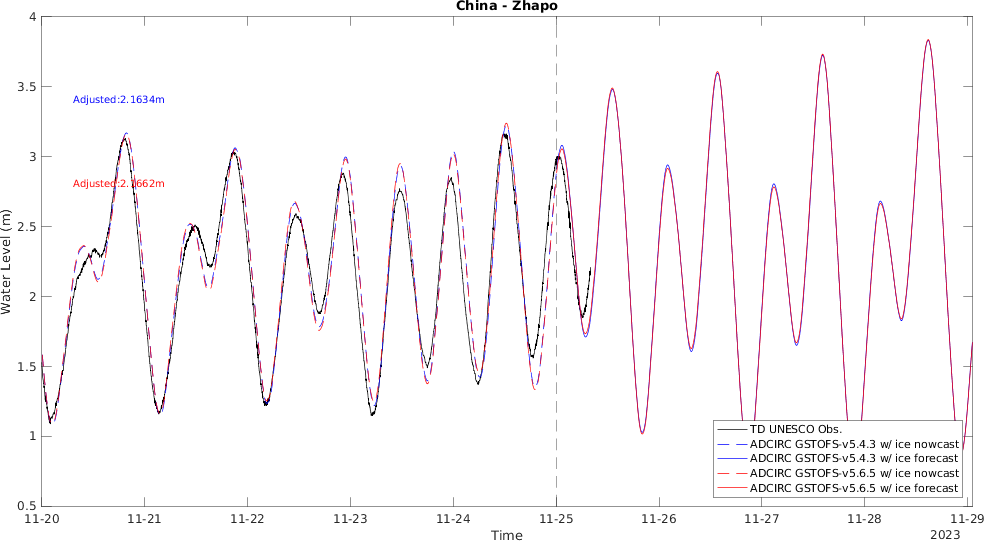 China - Zhapo
4
3.5
3
2.5
2
1.5
1
0.5
Water Level (m)
Adjusted:2.1634m
Adjusted:2.1662m
TD UNESCO Obs.
ADCIRC GSTOFS-v5.4.3 w/ ice nowcast
ADCIRC GSTOFS-v5.4.3 w/ ice forecast
ADCIRC GSTOFS-v5.6.5 w/ ice nowcast
ADCIRC GSTOFS-v5.6.5 w/ ice forecast
11-20 11-21 11-22 11-23 11-24 11-25 11-26 11-27 11-28 11-29
Time
2023